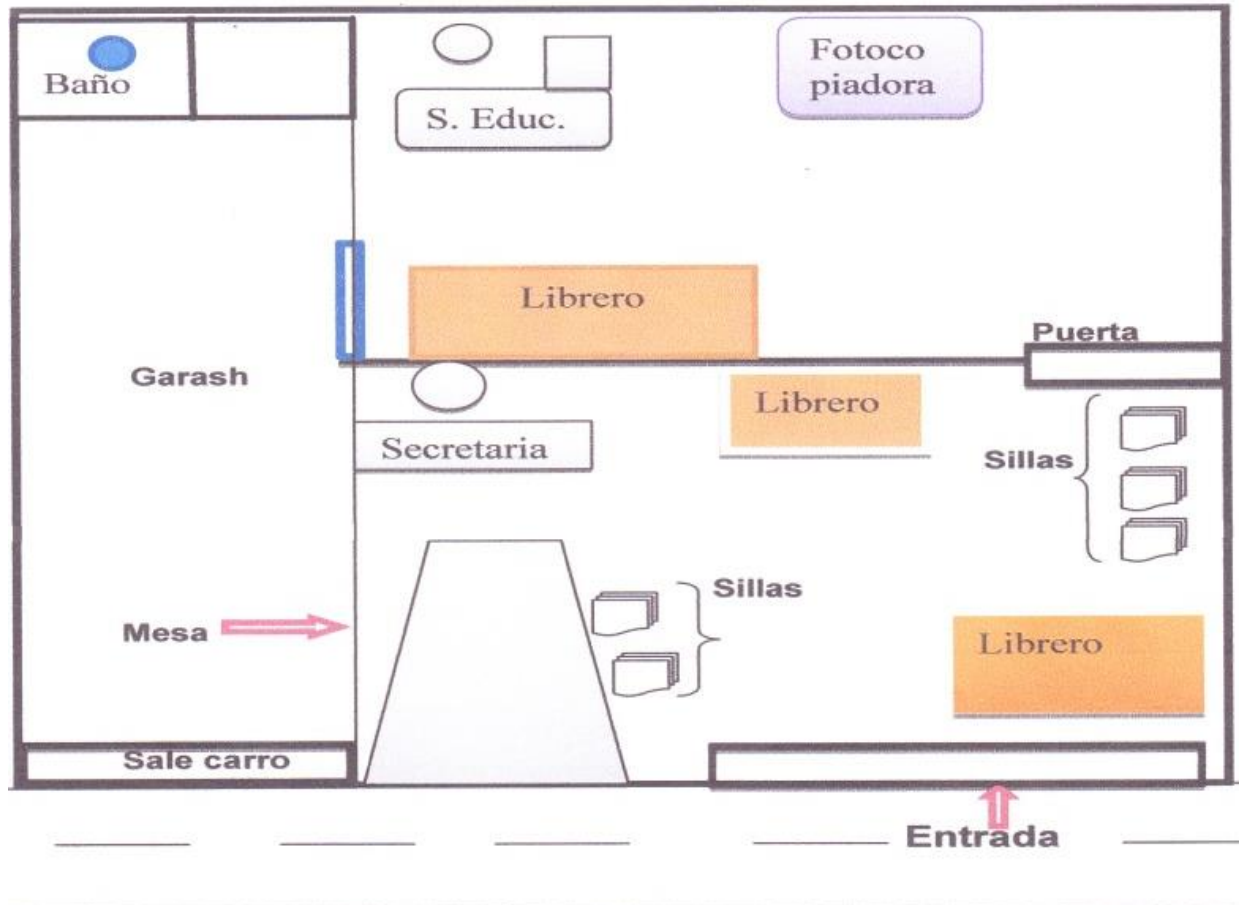 Baño
S. Educ.
Fotoco
piadora
Librero
Puerta
Garash
Librero
Secretaria
Sillas
Sillas
Mesa
Librero
Sale carro
Entrada